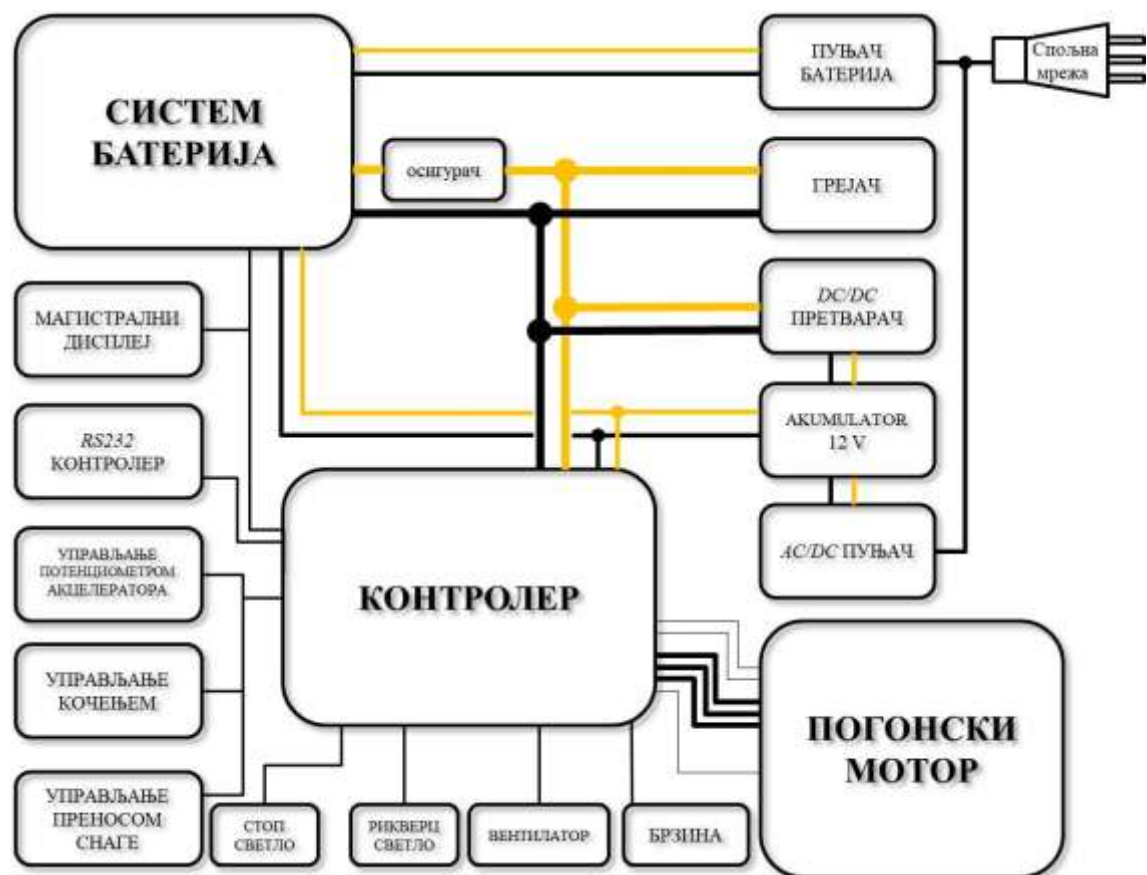 СИСТЕМ
БАТЕРИЈА
ПУЊАЧ
БАТЕРИЈА
Спољна
мрежа
осигурач
ГРЕЈАЧ
МАГИСТРАЛНИ
ДИСПЛЕЈ
DC/DC
ПРЕТВАРАЧ
RS232
КОНТРОЛЕР
AKUMULATOR
12 V
УПРАВЉАЊЕ
ПОТЕНЦИОМЕТРОМ
АКЦЕЛЕРАТОРА
AC/DC ПУЊАЧ
КОНТРОЛЕР
УПРАВЉАЊЕ
КОЧЕЊЕМ
ПОГОНСКИ
МОТОР
УПРАВЉАЊЕ
ПРЕНОСОМ
СНАГЕ
СТОП
СВЕТЛО
РИКВЕРЦ
СВЕТЛО
ВЕНТИЛАТОР
БРЗИНА